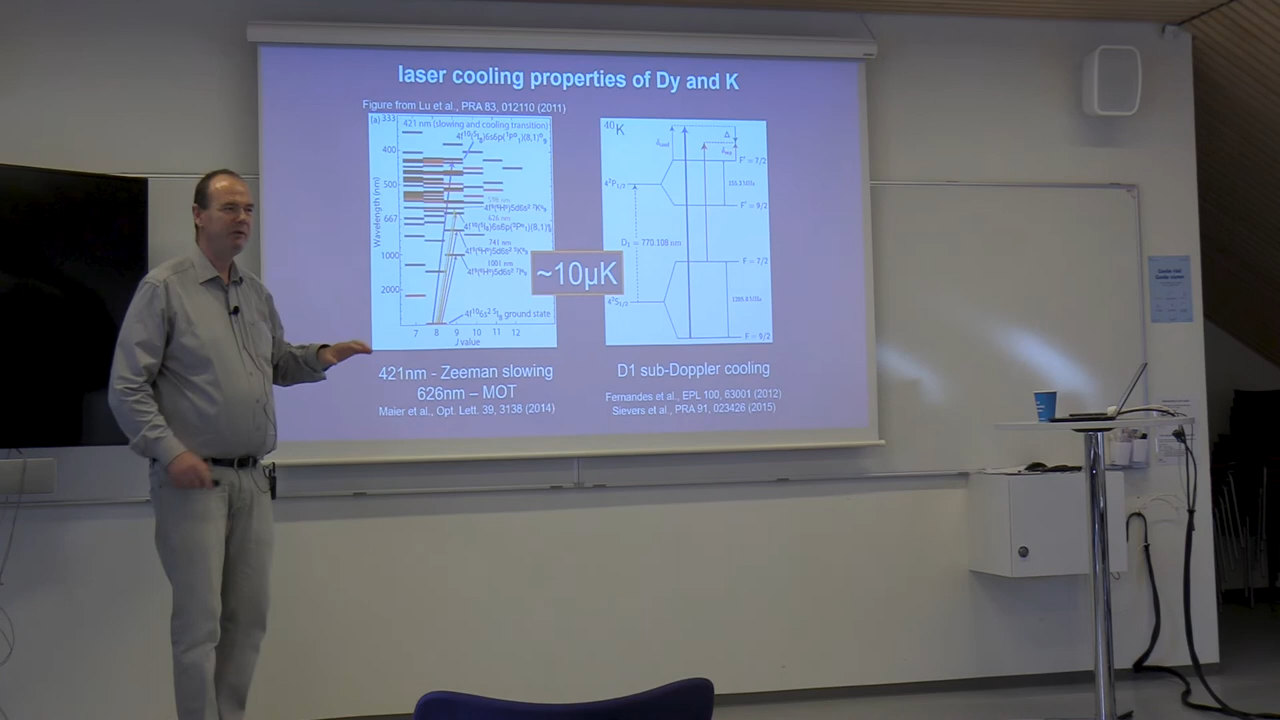 laser cooling properties of Dy and K
Figure from Lu et al., PRA 83, 012110 (2011)
(a)
421 nm (slowing and cooling transition)
333
400
500
667
1000
2000
Wavelength (nm)
626 nm
741 nm
1001 nm
4f¹⁰6s² ⁵I₈ ground state
7 8 9 10 11 12
J value
~10μK
⁴⁰K
Δ
F' = 7/2
F' = 9/2
D₁ = 770.108 nm
F = 7/2
F = 9/2
421nm - Zeeman slowing
626nm – MOT
Maier et al., Opt. Lett. 39, 3138 (2014)
D1 sub-Doppler cooling
Fernandes et al., EPL 100, 63001 (2012)
Sievers et al., PRA 91, 023426 (2015)